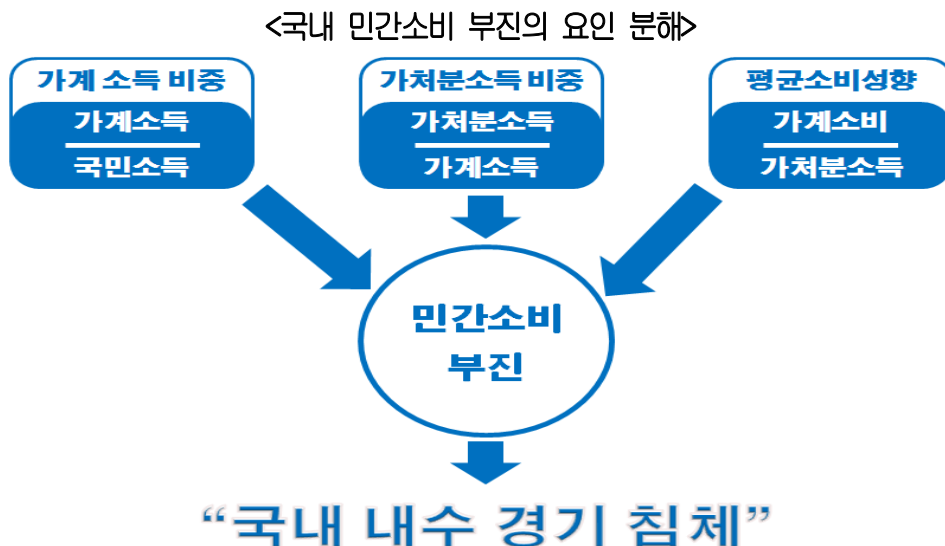 <국내 민간소비 부진의 요인 분해>
가계 소득 비중
가계소득
국민소득
가처분소득 비중
가처분소득
가계소득
평균소비성향
가계소비
가처분소득
민간소비
부진
“국내 내수 경기 침체”